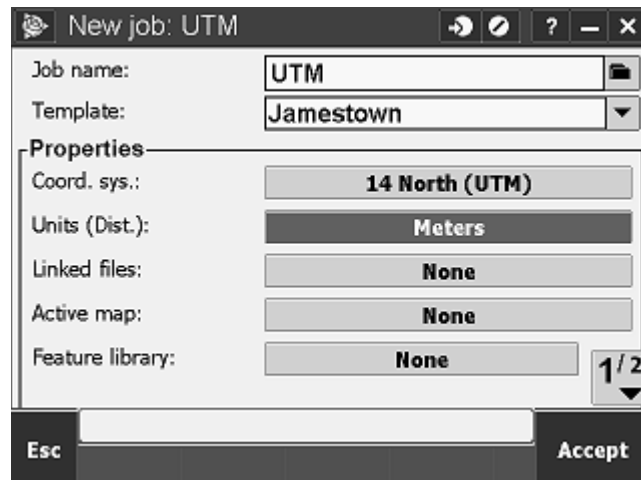 New job: UTM ?
Job name: UTM
Template: Jamestown
Properties
Coord. sys.: 14 North (UTM)
Units (Dist.): Meters
Linked files: None
Active map: None
Feature library: None
1/2
Esc Accept